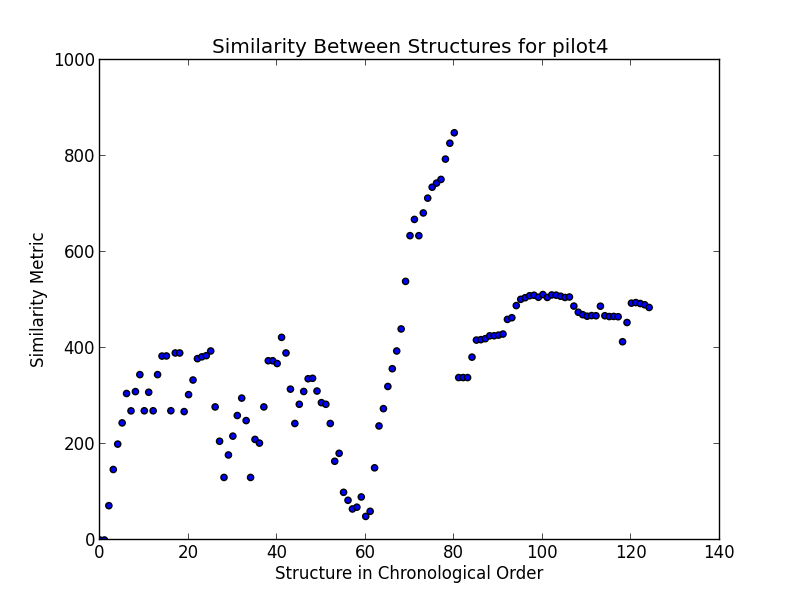 Similarity Between Structures for pilot4
1000
800
600
400
200
0
Similarity Metric
0 20 40 60 80 100 120 140
Structure in Chronological Order